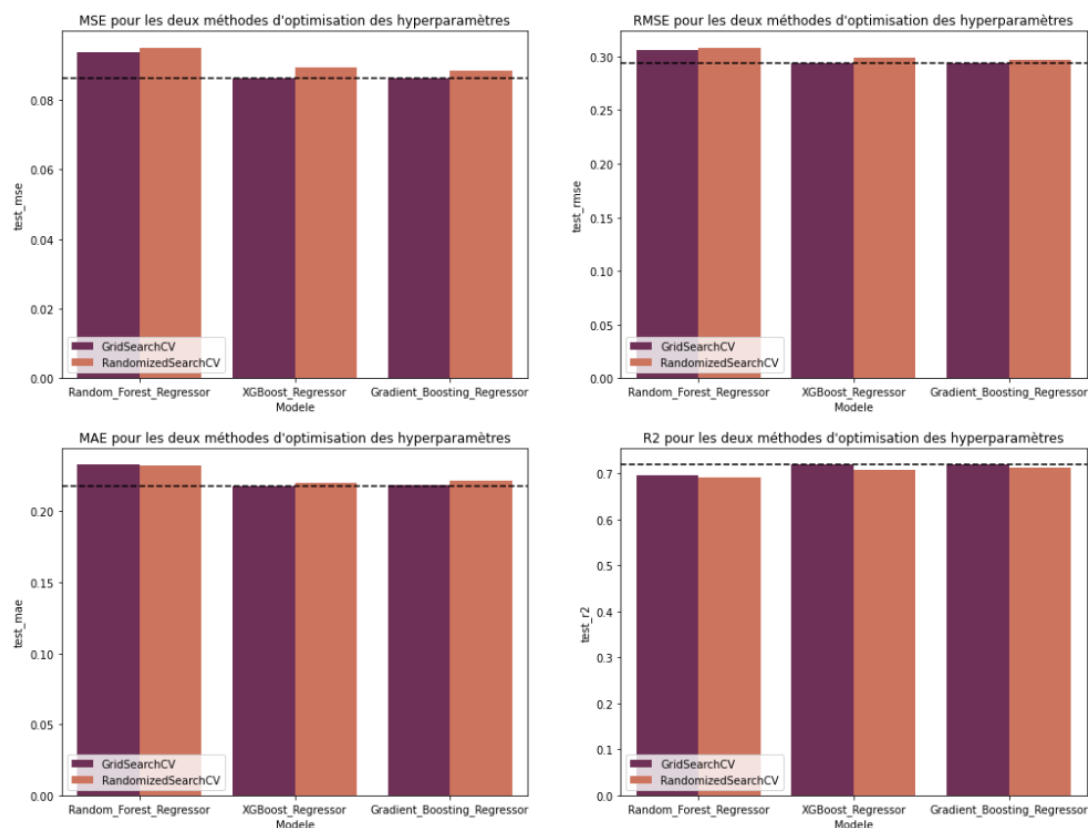 MSE pour les deux méthodes d'optimisation des hyperparamètres
test_mse
0.08
0.06
0.04
0.02
0.00
GridSearchCV
RandomizedSearchCV
Random_Forest_Regressor XGBoost_Regressor Gradient_Boosting_Regressor
Modele
RMSE pour les deux méthodes d'optimisation des hyperparamètres
test_rmse
0.30
0.25
0.20
0.15
0.10
0.05
0.00
GridSearchCV
RandomizedSearchCV
Random_Forest_Regressor XGBoost_Regressor Gradient_Boosting_Regressor
Modele
MAE pour les deux méthodes d'optimisation des hyperparamètres
test_mae
0.20
0.15
0.10
0.05
0.00
GridSearchCV
RandomizedSearchCV
Random_Forest_Regressor XGBoost_Regressor Gradient_Boosting_Regressor
Modele
R2 pour les deux méthodes d'optimisation des hyperparamètres
test_r2
0.7
0.6
0.5
0.4
0.3
0.2
0.1
0.0
GridSearchCV
RandomizedSearchCV
Random_Forest_Regressor XGBoost_Regressor Gradient_Boosting_Regressor
Modele